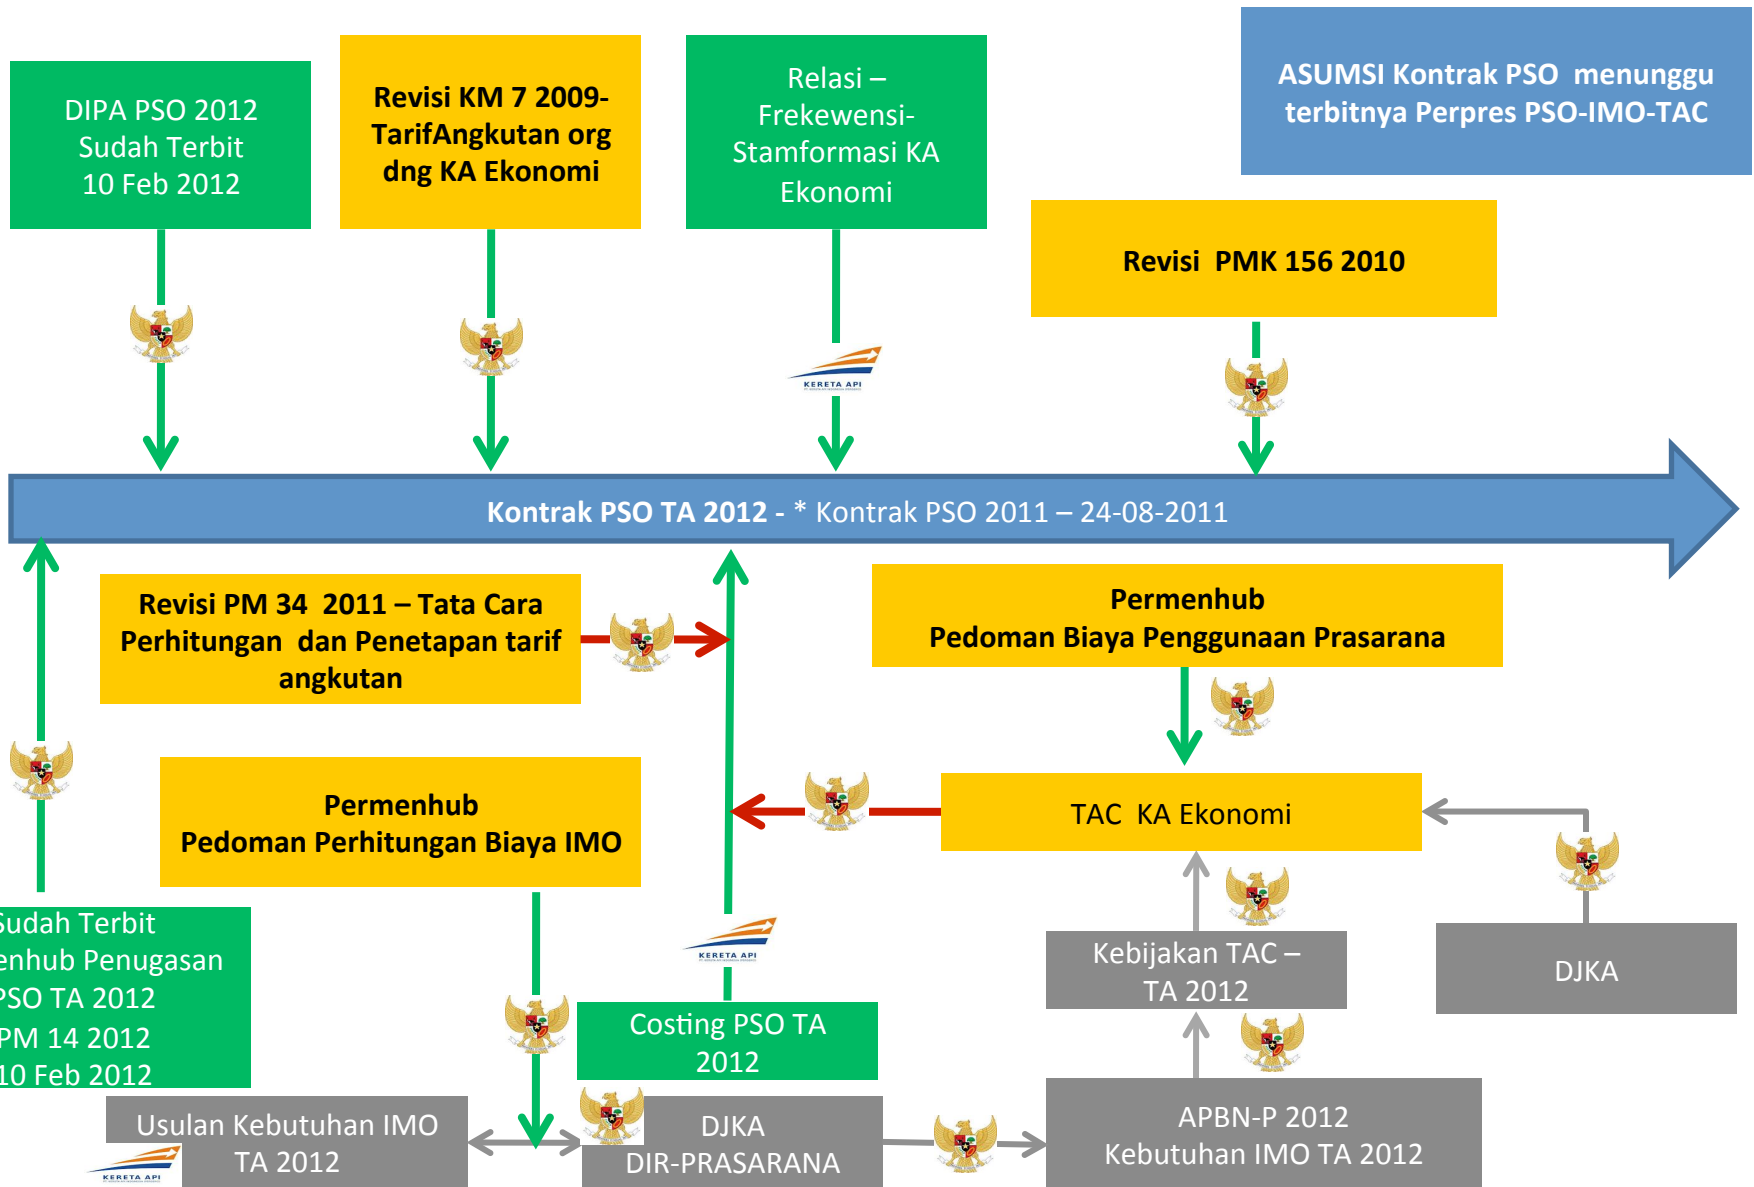 DIPA PSO 2012
Sudah Terbit
10 Feb 2012
Revisi KM 7 2009-
TarifAngkutan org
dng KA Ekonomi
Relasi –
Frekewensi-
Stamformasi KA
Ekonomi
ASUMSI Kontrak PSO menunggu
terbitnya Perpres PSO-IMO-TAC
Revisi PMK 156 2010
KERETA API
Kontrak PSO TA 2012 - * Kontrak PSO 2011 – 24-08-2011
Revisi PM 34 2011 – Tata Cara
Perhitungan dan Penetapan tarif
angkutan
Permenhub
Pedoman Biaya Penggunaan Prasarana
Permenhub
Pedoman Perhitungan Biaya IMO
TAC KA Ekonomi
Sudah Terbit
enhub Penugasan
PSO TA 2012
PM 14 2012
10 Feb 2012
KERETA API
Costing PSO TA
2012
Kebijakan TAC –
TA 2012
DJKA
Usulan Kebutuhan IMO
TA 2012
KERETA API
DJKA
DIR-PRASARANA
APBN-P 2012
Kebutuhan IMO TA 2012